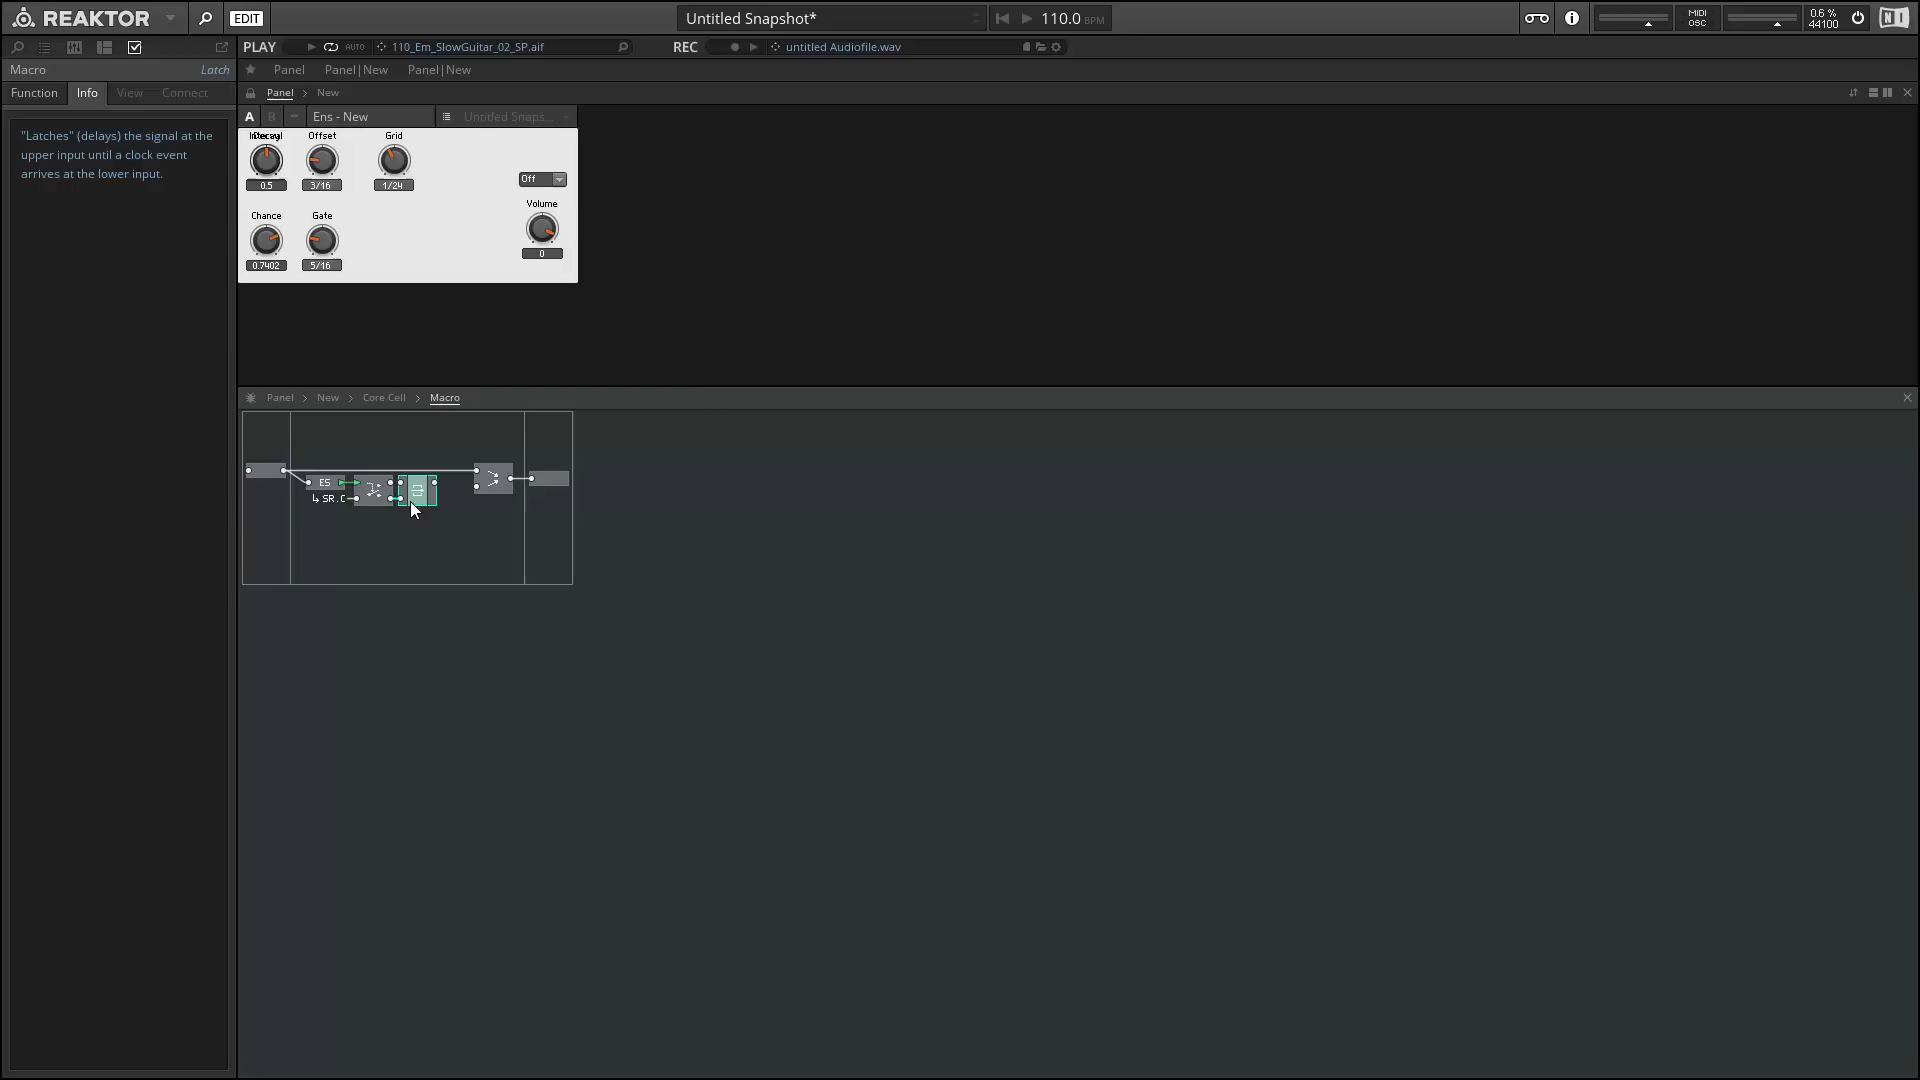 REAKTOR EDIT Untitled Snapshot* 110.0 BPM MIDI OSC 0.6 % 44100
PLAY AUTO 110_Em_SlowGuitar_02_SP.aif REC untitled Audiofile.wav
Macro Latch Panel Panel|New Panel|New
Function Info View Connect Panel > New
A B Ens - New Untitled Snaps...
"Latches" (delays) the signal at the
upper input until a clock event
arrives at the lower input.
Offset Grid
0.5 3/16 1/24
Off
Volume
Chance Gate
0
0.7402 5/16
Panel > New > Core Cell > Macro
ES
SR.C